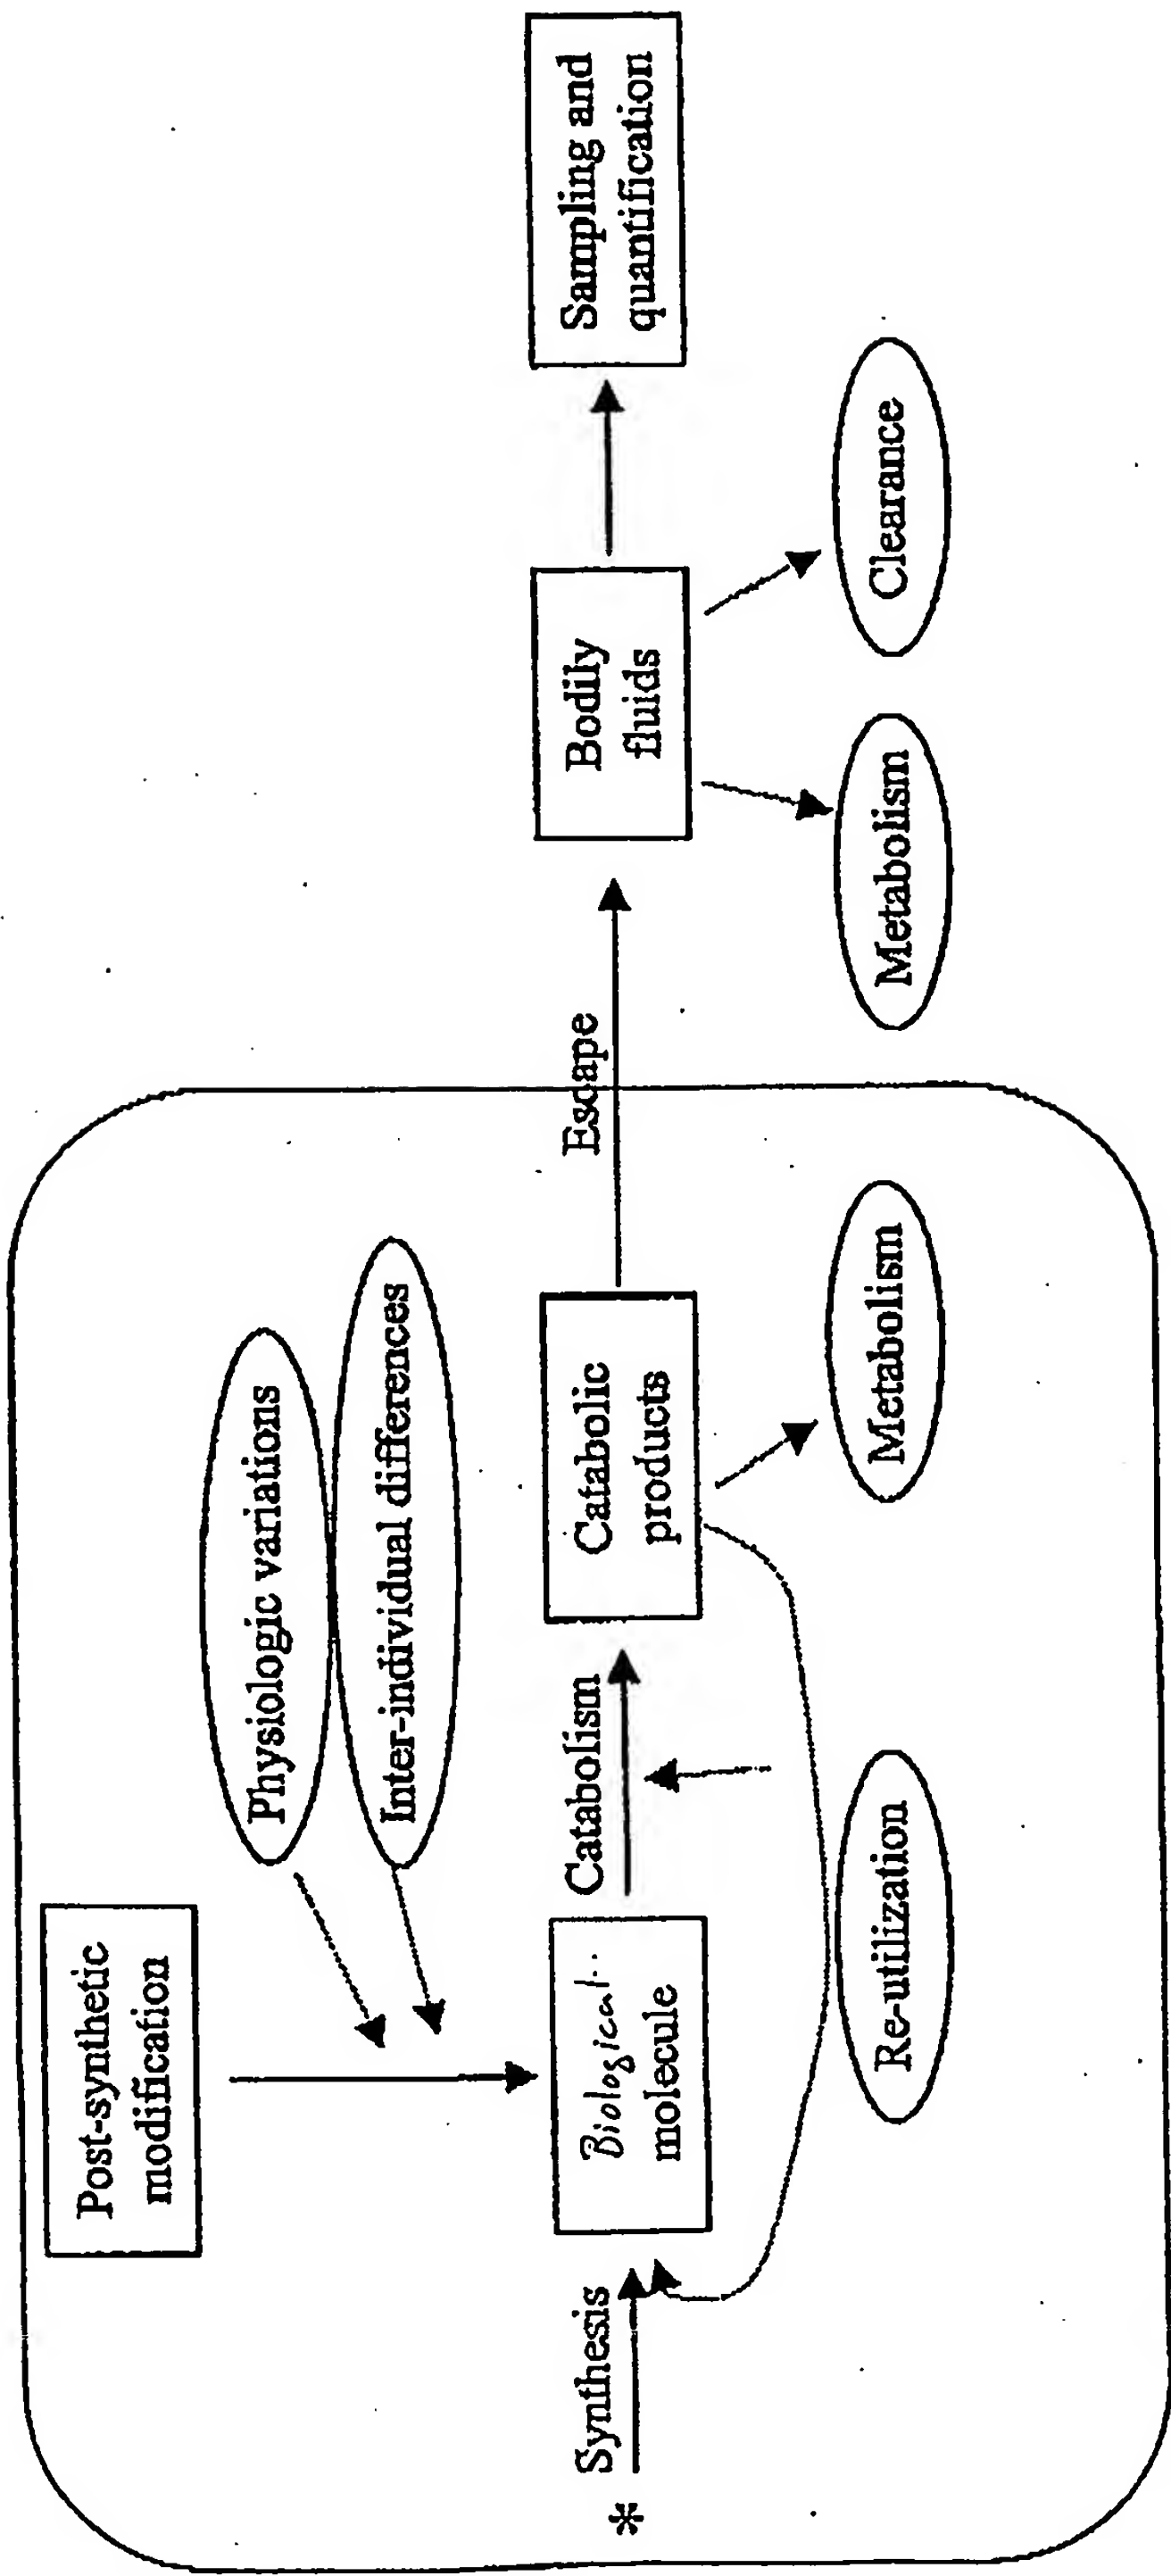 Post-synthetic
modification
Physiologic variations
Inter-individual differences
*
Synthesis
Biological
molecule
Catabolism
Catabolic
products
Escape
Bodily
fluids
Sampling and
quantification
Re-utilization
Metabolism
Metabolism
Clearance